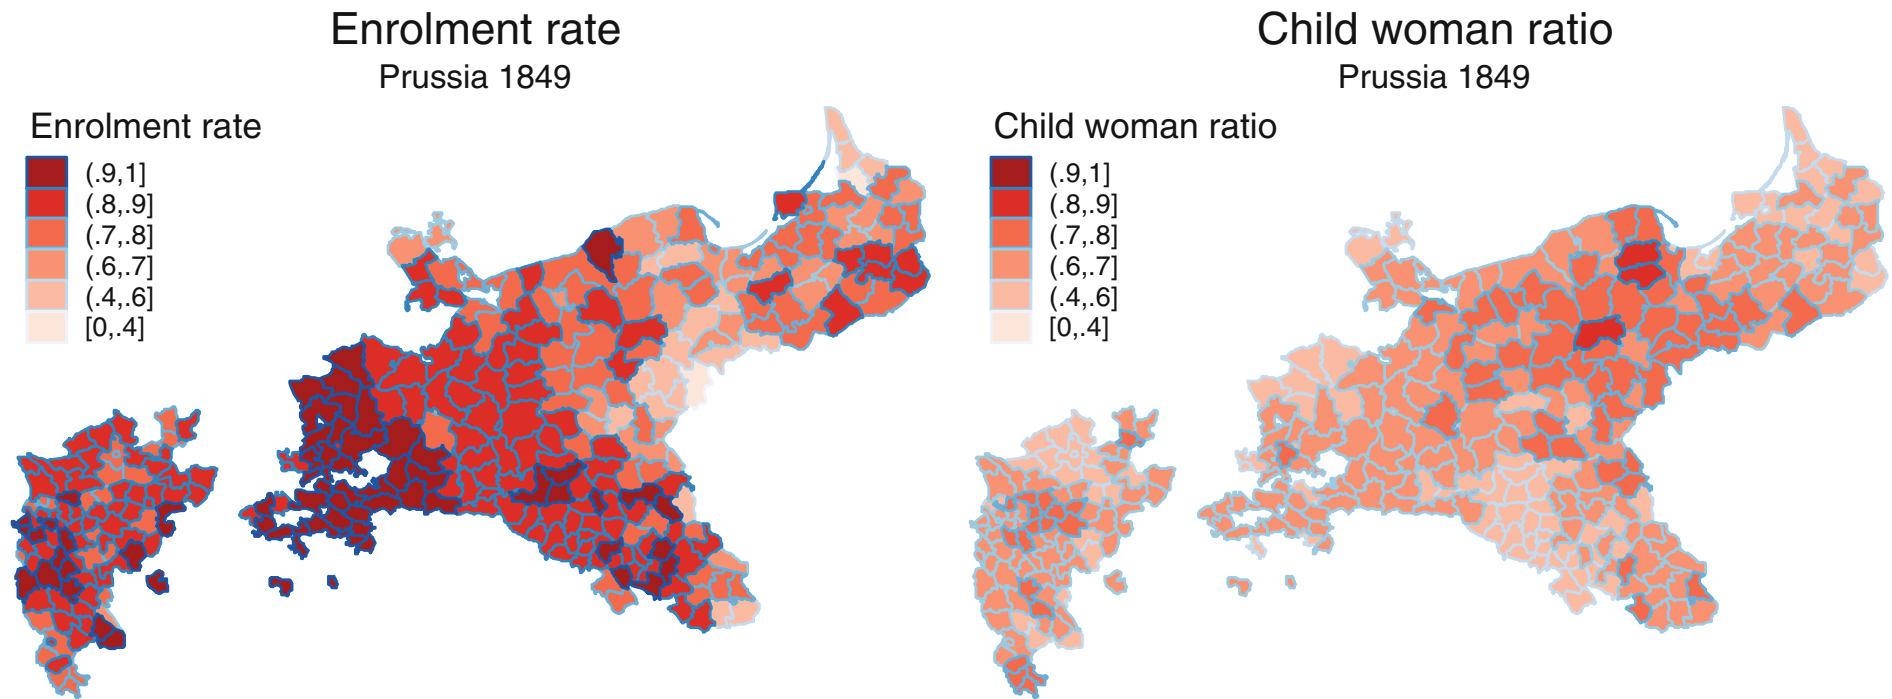 Enrolment rate
Prussia 1849
Enrolment rate
(.9,1]
(.8,.9]
(.7,.8]
(.6,.7]
(.4,.6]
[0,.4]
Child woman ratio
Prussia 1849
Child woman ratio
(.9,1]
(.8,.9]
(.7,.8]
(.6,.7]
(.4,.6]
[0,.4]